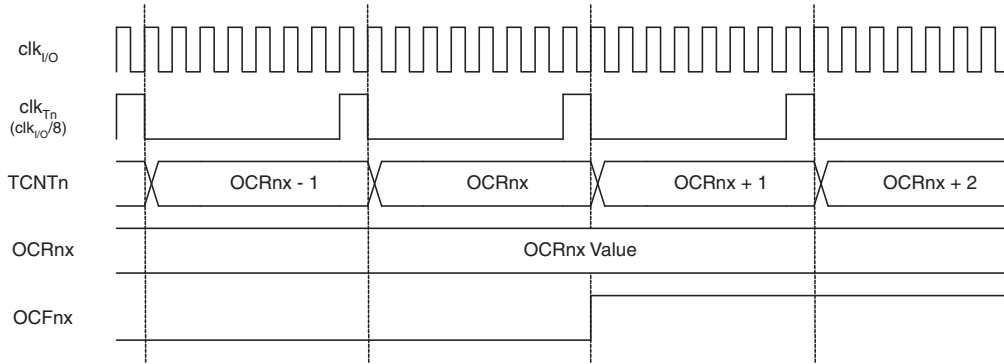 clkI/O
clkTn
(clkI/O/8)
TCNTn OCRnx - 1 OCRnx OCRnx + 1 OCRnx + 2
OCRnx OCRnx Value
OCFnx